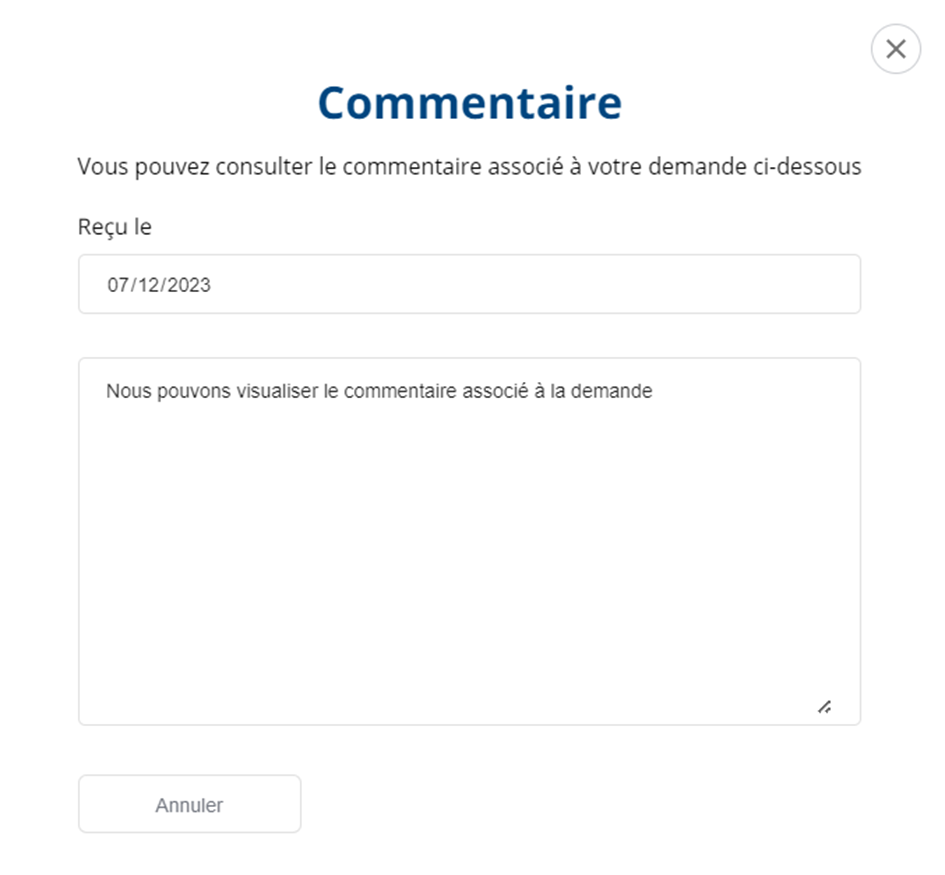 Commentaire
Vous pouvez consulter le commentaire associé à votre demande ci-dessous
Reçu le
07/12/2023
Nous pouvons visualiser le commentaire associé à la demande
Annuler